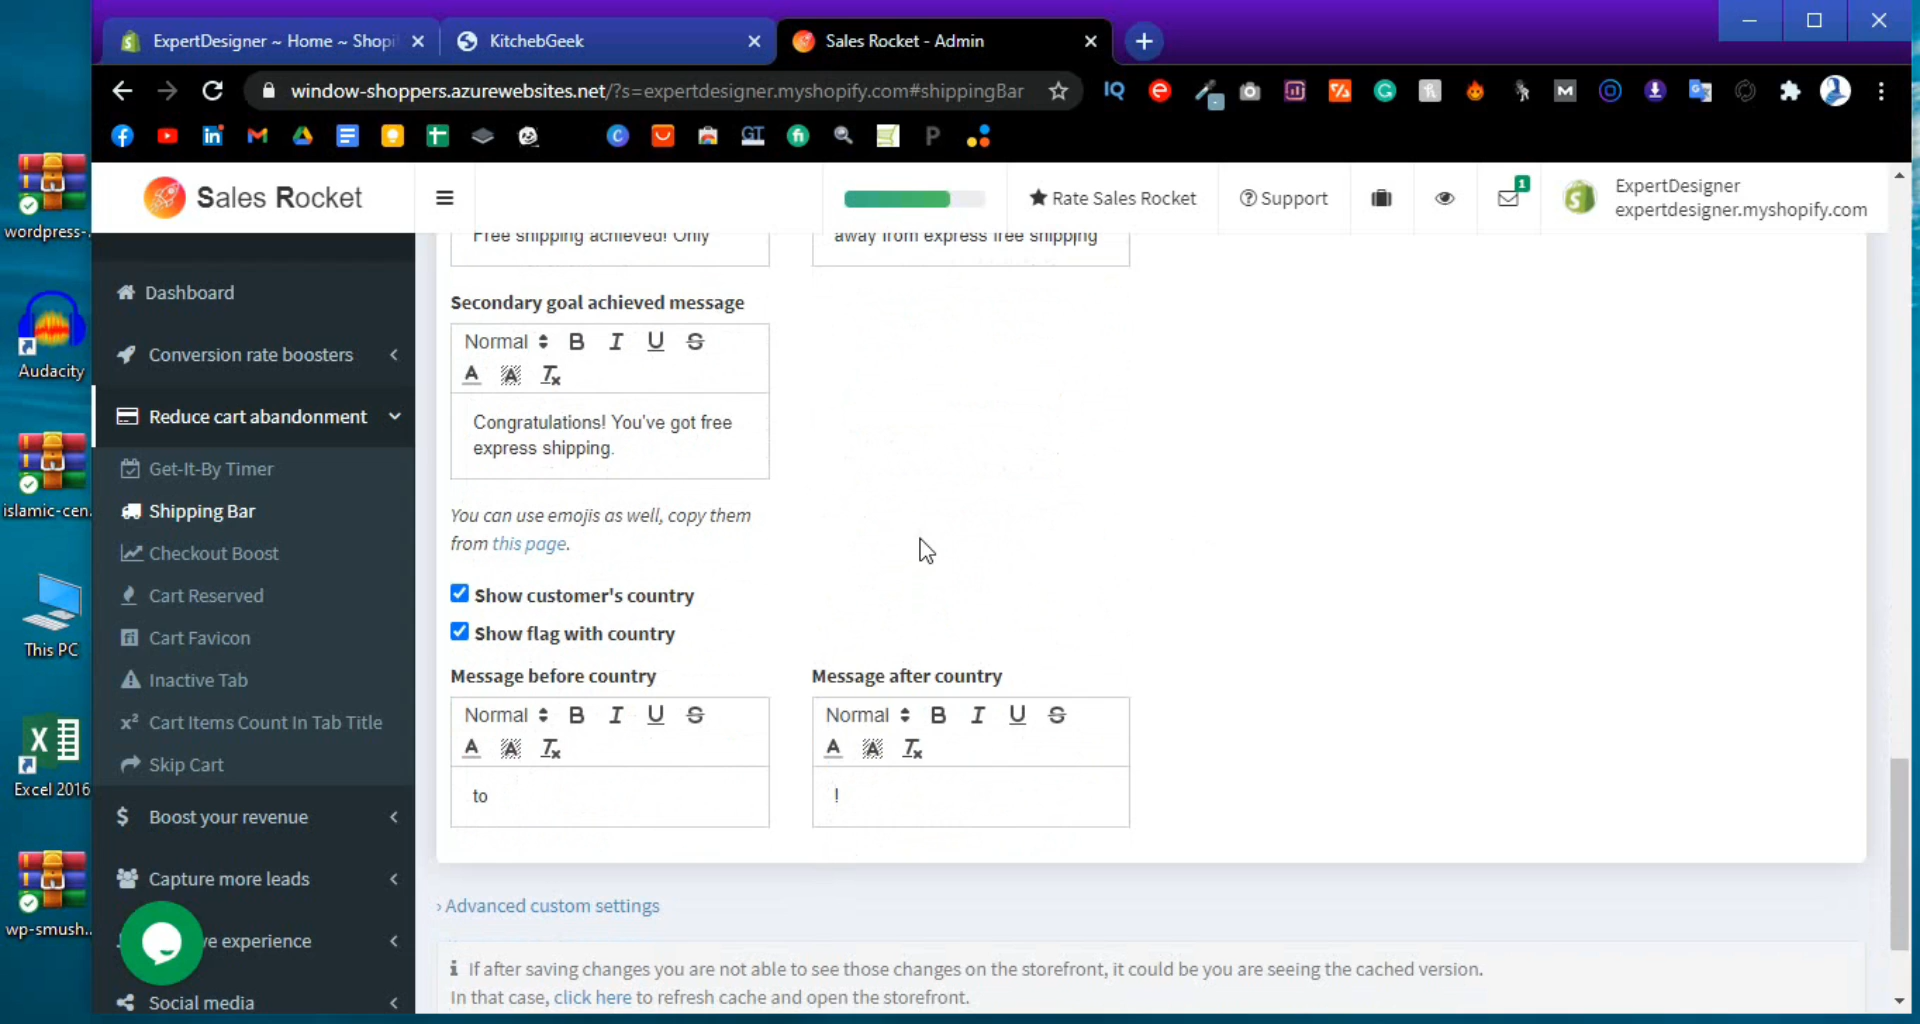 ExpertDesigner ~ Home ~ Shopi
KitchebGeek
Sales Rocket - Admin
window-shoppers.azurewebsites.net/?s=expertdesigner.myshopify.com#shippingBar
wordpress-.
Audacity
islamic-cen.
This PC
Excel 2016
wp-smush..
Sales Rocket
Rate Sales Rocket
Support
1
ExpertDesigner
expertdesigner.myshopify.com
Dashboard
Conversion rate boosters
Reduce cart abandonment
Get-It-By Timer
Shipping Bar
Checkout Boost
Cart Reserved
Cart Favicon
Inactive Tab
x² Cart Items Count In Tab Title
Skip Cart
$ Boost your revenue
Capture more leads
ve experience
Social media
Free shipping achieved! Only
away from express free shipping
Secondary goal achieved message
Normal B I U S
A A Tx
Congratulations! You've got free
express shipping.
You can use emojis as well, copy them
from this page.
Show customer's country
Show flag with country
Message before country
Normal B I U S
A A Tx
to
Message after country
Normal B I U S
A A Tx
!
› Advanced custom settings
i If after saving changes you are not able to see those changes on the storefront, it could be you are seeing the cached version.
In that case, click here to refresh cache and open the storefront.